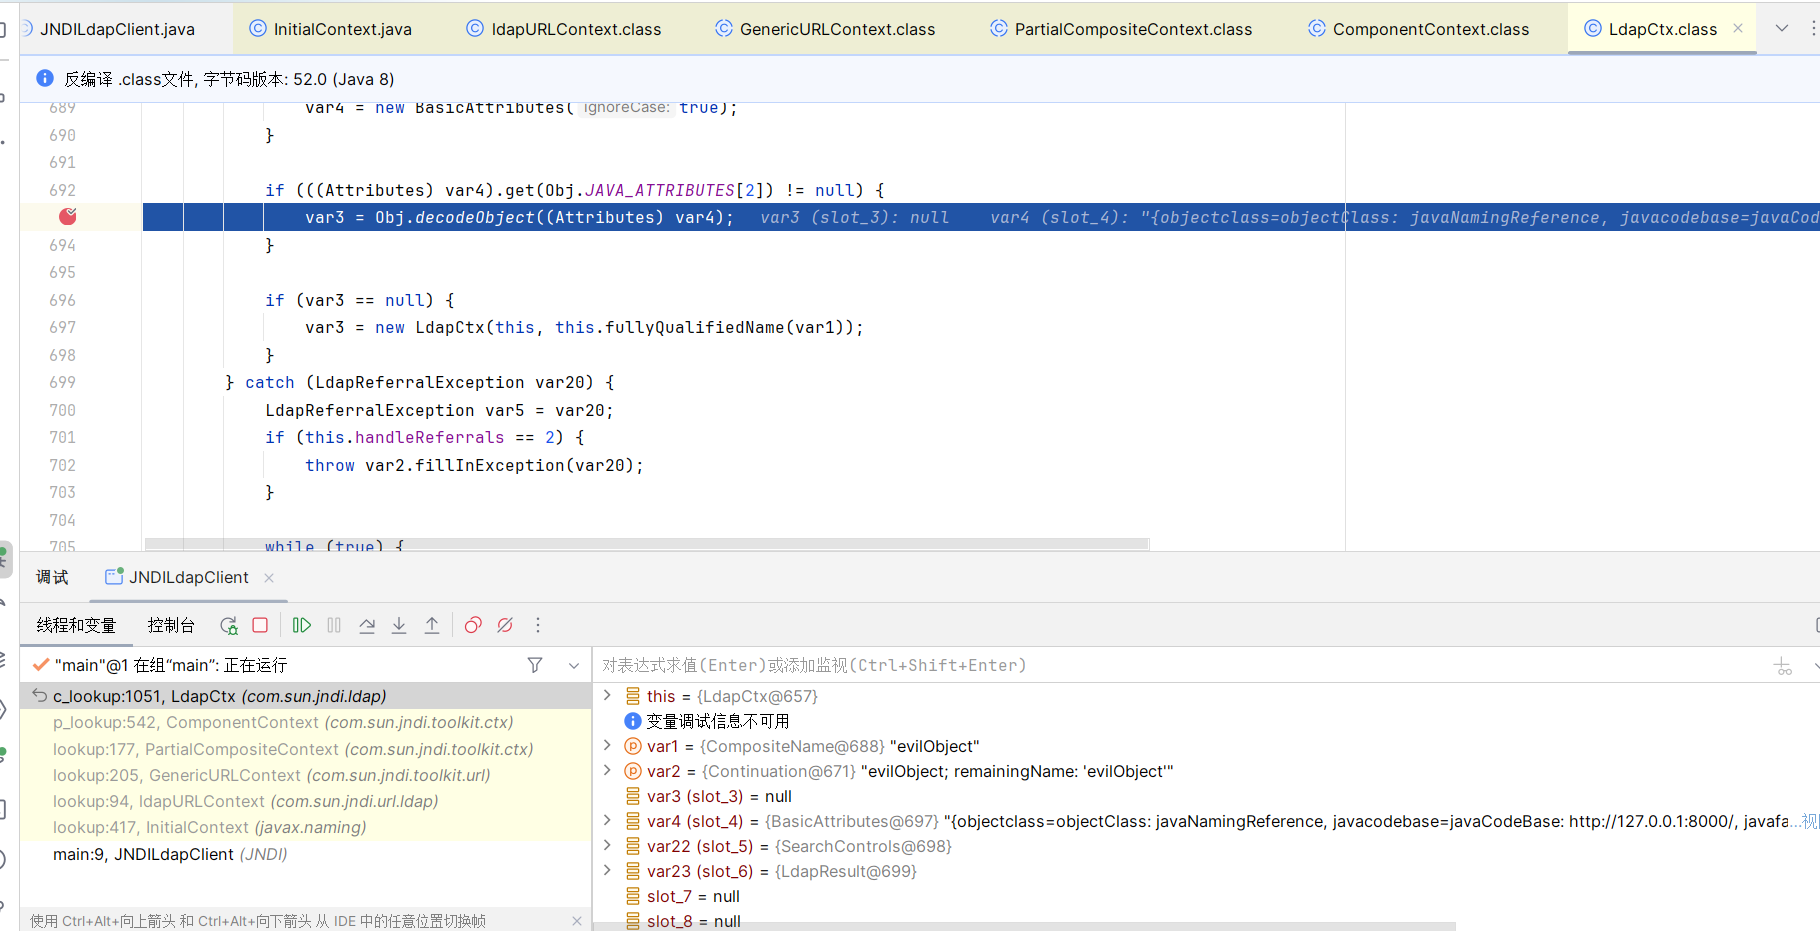 JNDILdapClient.java InitialContext.java ldapURLContext.class GenericURLContext.class PartialCompositeContext.class ComponentContext.class LdapCtx.class
反编译 .class文件, 字节码版本: 52.0 (Java 8)
689 var4 = new BasicAttributes( ignoreCase: true);
690 }
691
692 if (((Attributes) var4).get(Obj.JAVA_ATTRIBUTES[2]) != null) {
var3 = Obj.decodeObject((Attributes) var4); var3 (slot_3): null var4 (slot_4): "{objectclass=objectClass: javaNamingReference, javacodebase=javaCod
694 }
695
696 if (var3 == null) {
697 var3 = new LdapCtx(this, this.fullyQualifiedName(var1));
698 }
699 } catch (LdapReferralException var20) {
700 LdapReferralException var5 = var20;
701 if (this.handleReferrals == 2) {
702 throw var2.fillInException(var20);
703 }
704
705 while (true) {
调试 JNDILdapClient
线程和变量 控制台
"main"@1 在组“main”: 正在运行
c_lookup:1051, LdapCtx (com.sun.jndi.ldap)
p_lookup:542, ComponentContext (com.sun.jndi.toolkit.ctx)
lookup:177, PartialCompositeContext (com.sun.jndi.toolkit.ctx)
lookup:205, GenericURLContext (com.sun.jndi.toolkit.url)
lookup:94, ldapURLContext (com.sun.jndi.url.ldap)
lookup:417, InitialContext (javax.naming)
main:9, JNDILdapClient (JNDI)
使用 Ctrl+Alt+向上箭头 和 Ctrl+Alt+向下箭头 从 IDE 中的任意位置切换帧
对表达式求值(Enter)或添加监视(Ctrl+Shift+Enter)
this = {LdapCtx@657}
变量调试信息不可用
var1 = {CompositeName@688} "evilObject"
var2 = {Continuation@671} "evilObject; remainingName: 'evilObject'"
var3 (slot_3) = null
var4 (slot_4) = {BasicAttributes@697} "{objectclass=objectClass: javaNamingReference, javacodebase=javaCodeBase: http://127.0.0.1:8000/, javafa...视
var22 (slot_5) = {SearchControls@698}
var23 (slot_6) = {LdapResult@699}
slot_7 = null
slot_8 = null